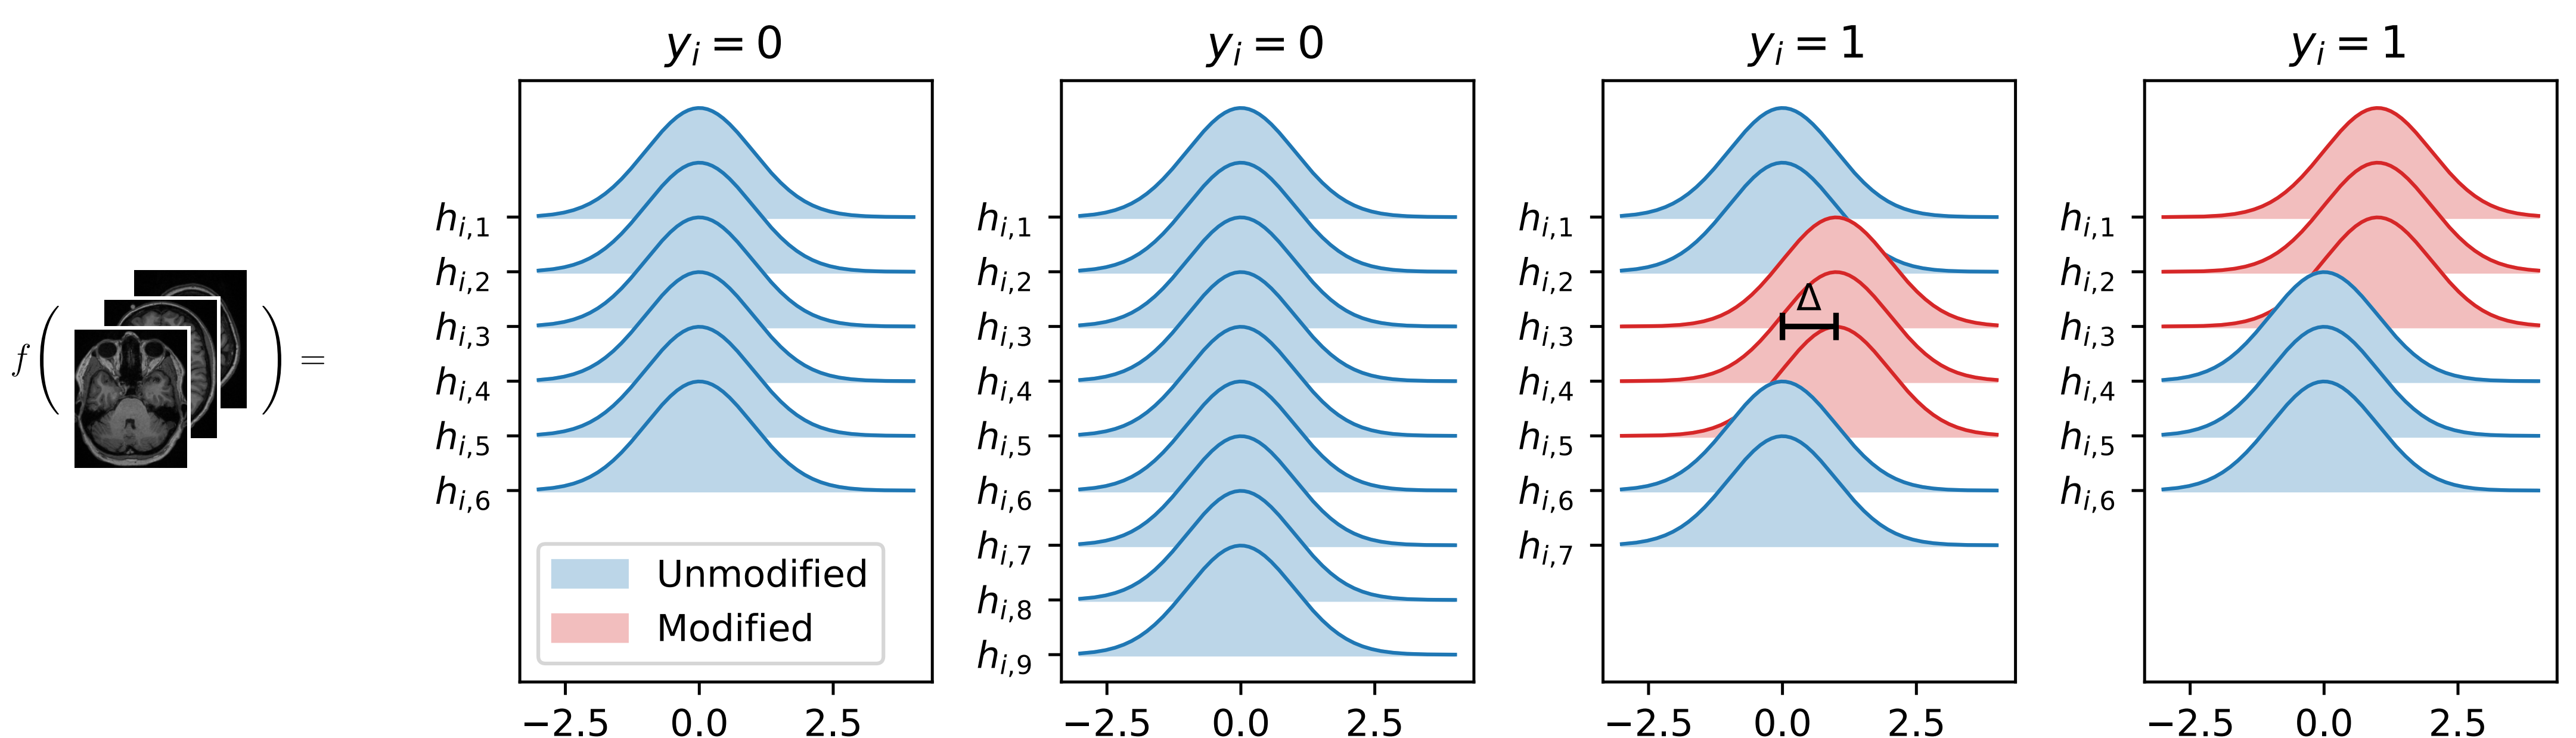 f ( ) =
y_i = 0
h_{i,1}
h_{i,2}
h_{i,3}
h_{i,4}
h_{i,5}
h_{i,6}
Unmodified
Modified
−2.5 0.0 2.5
y_i = 0
h_{i,1}
h_{i,2}
h_{i,3}
h_{i,4}
h_{i,5}
h_{i,6}
h_{i,7}
h_{i,8}
h_{i,9}
−2.5 0.0 2.5
y_i = 1
h_{i,1}
h_{i,2}
Δ
h_{i,3}
h_{i,4}
h_{i,5}
h_{i,6}
h_{i,7}
−2.5 0.0 2.5
y_i = 1
h_{i,1}
h_{i,2}
h_{i,3}
h_{i,4}
h_{i,5}
h_{i,6}
−2.5 0.0 2.5